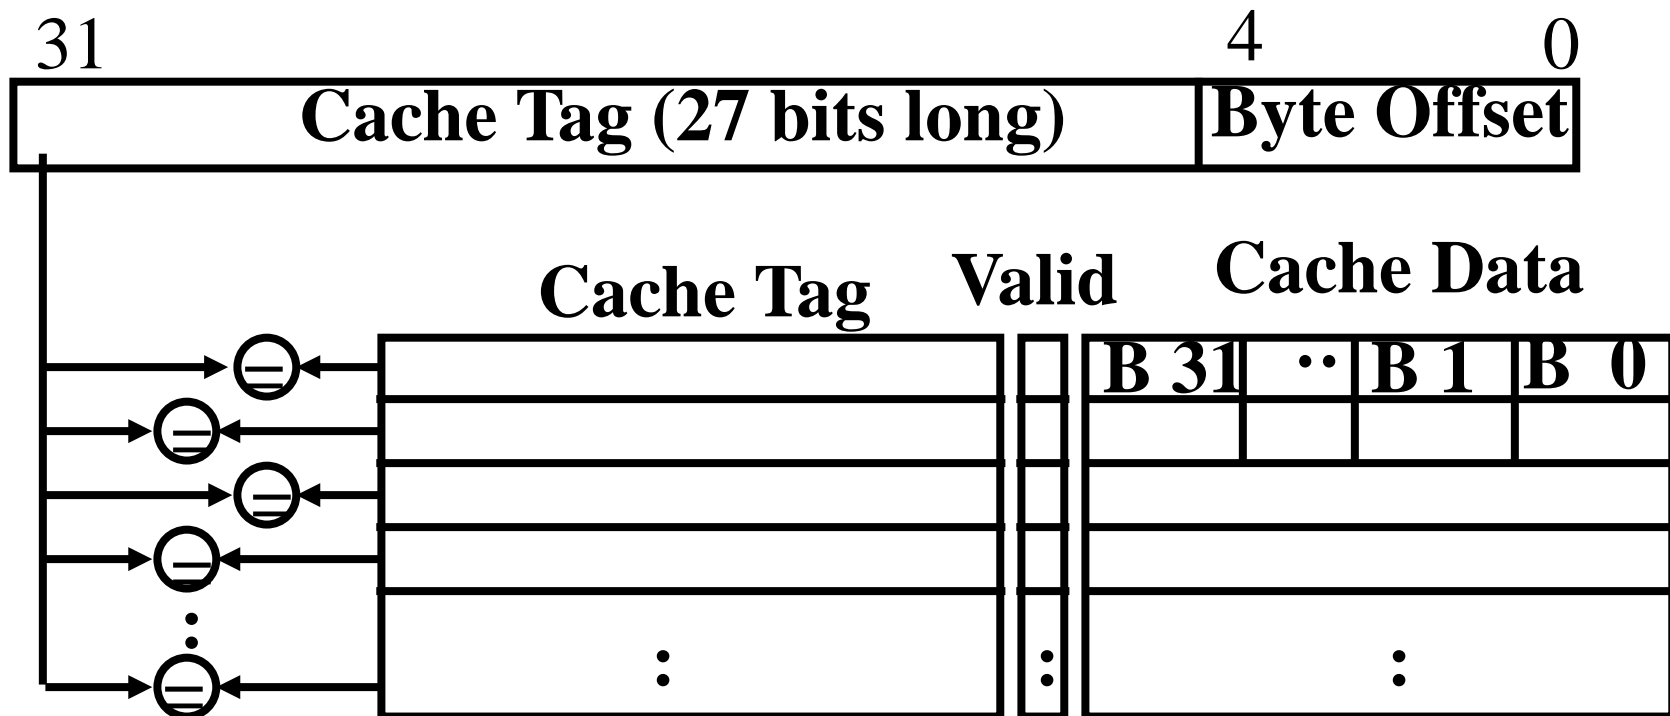 31 4 0
Cache Tag (27 bits long) Byte Offset
Cache Tag Valid Cache Data
B 31 ·· B 1 B 0
=
=
=
=
:
=
: : :